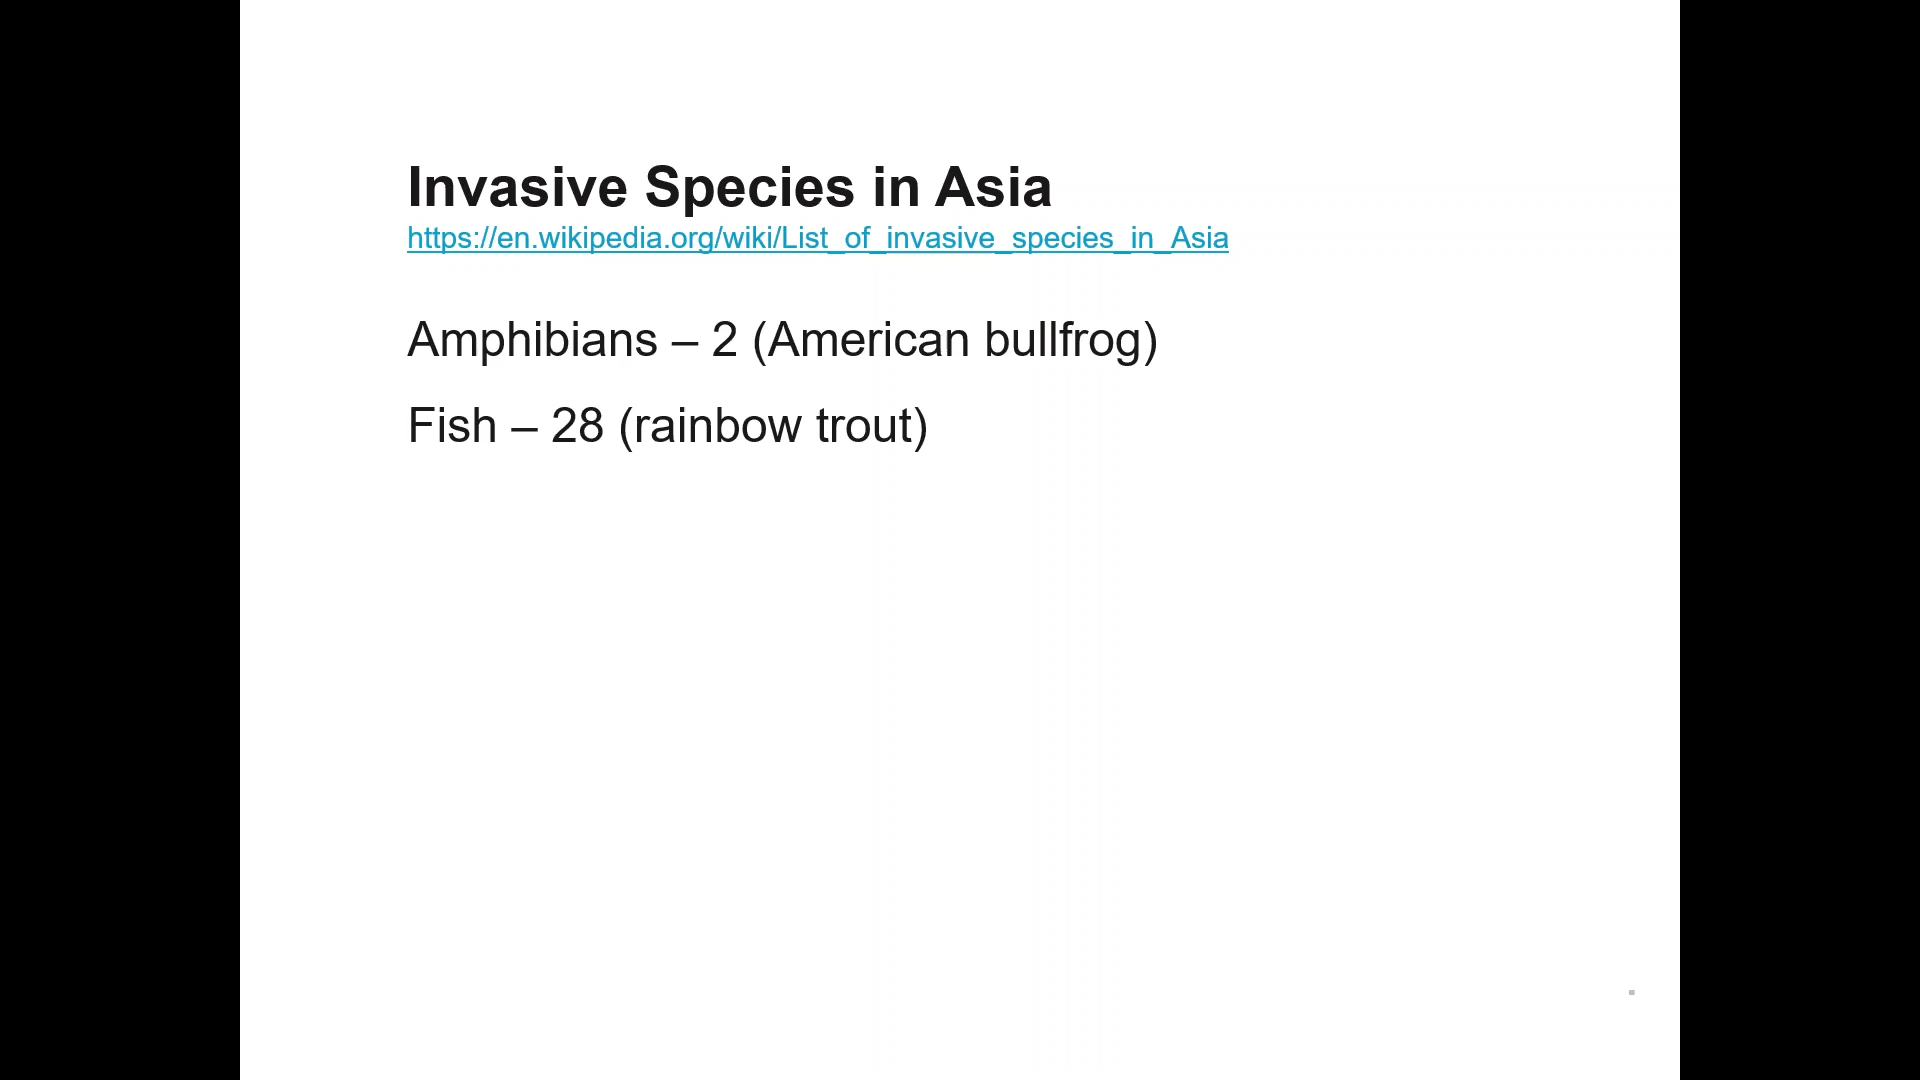 Invasive Species in Asia
https://en.wikipedia.org/wiki/List_of_invasive_species_in_Asia
Amphibians – 2 (American bullfrog)
Fish – 28 (rainbow trout)